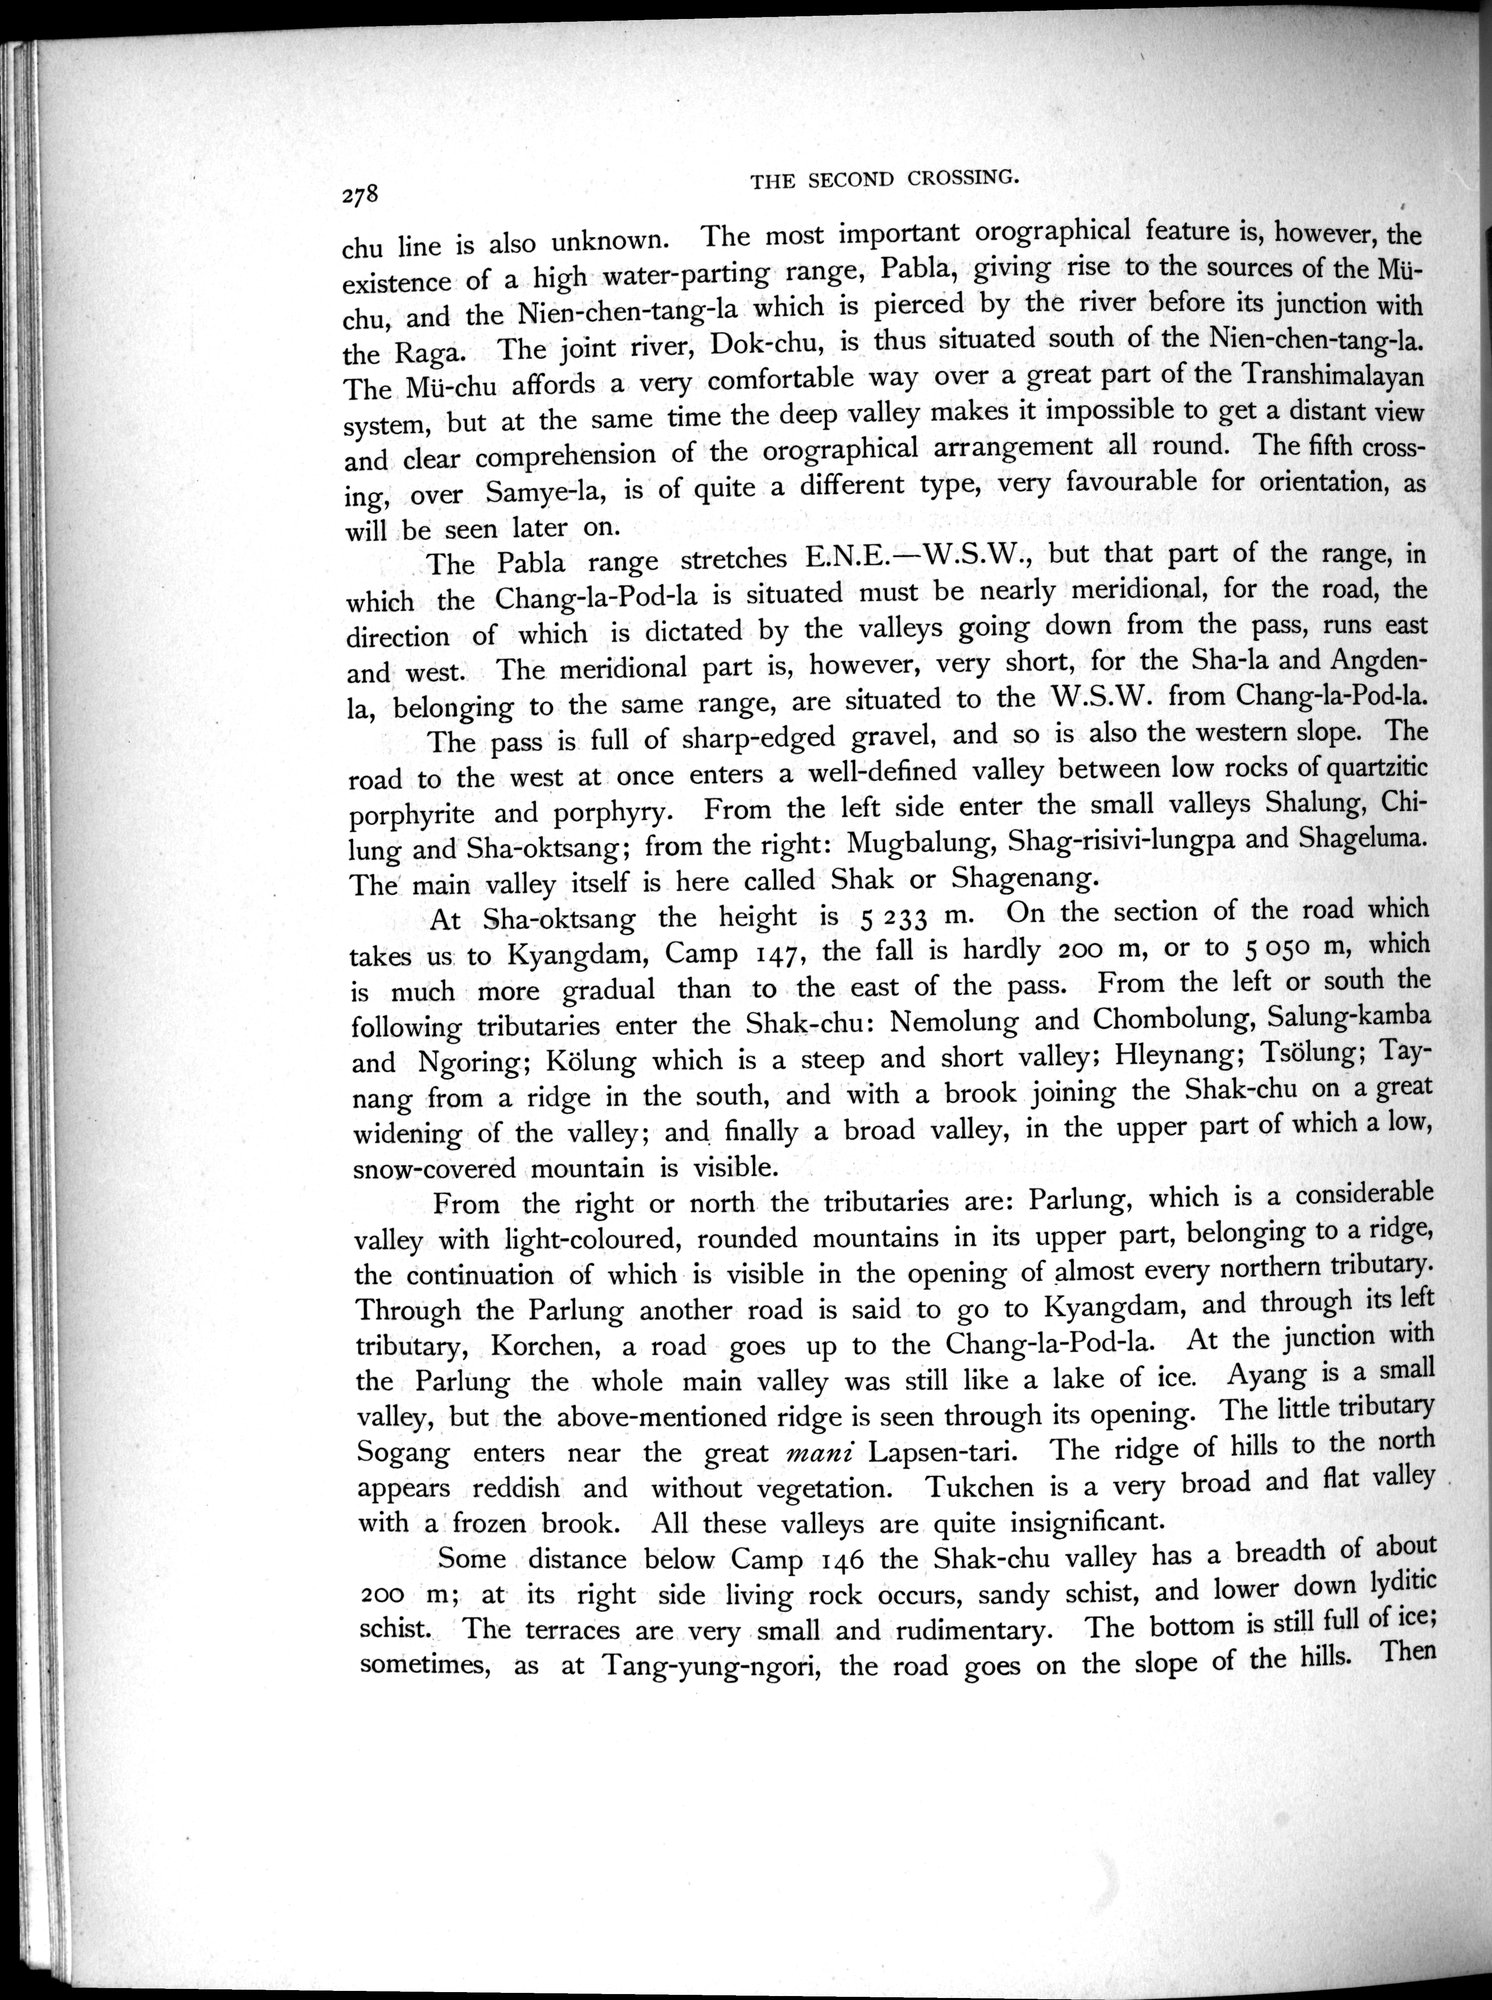 278
THE SECOND CROSSING.
chu line is also unknown. The most important orographical feature is, however, the
existence of a high water-parting range, Pabla, giving rise to the sources of the Mü-
chu, and the Nien-chen-tang-la which is pierced by the river before its junction with
the Raga. The joint river, Dok-chu, is thus situated south of the Nien-chen-tang-la.
The Mü-chu affords a very comfortable way over a great part of the Transhimalayan
system, but at the same time the deep valley makes it impossible to get a distant view
and clear comprehension of the orographical arrangement all round. The fifth cross-
ing, over Samye-la, is of quite a different type, very favourable for orientation, as
will be seen later on.
The Pabla range stretches E.N.E.—W.S.W., but that part of the range, in
which the Chang-la-Pod-la is situated must be nearly meridional, for the road, the
direction of which is dictated by the valleys going down from the pass, runs east
and west. The meridional part is, however, very short, for the Sha-la and Angden-
la, belonging to the same range, are situated to the W.S.W. from Chang-la-Pod-la.
The pass is full of sharp-edged gravel, and so is also the western slope. The
road to the west at once enters a well-defined valley between low rocks of quartzitic
porphyrite and porphyry. From the left side enter the small valleys Shalung, Chi-
lung and Sha-oktsang; from the right: Mugbalung, Shag-risivi-lungpa and Shageluma.
The main valley itself is here called Shak or Shagenang.
At Sha-oktsang the height is 5 233 m. On the section of the road which
takes us to Kyangdam, Camp 147, the fall is hardly 200 m, or to 5 050 m, which
is much more gradual than to the east of the pass. From the left or south the
following tributaries enter the Shak-chu: Nemolung and Chombolung, Salung-kamba
and Ngoring; Kölung which is a steep and short valley; Hleynang; Tsölung; Tay-
nang from a ridge in the south, and with a brook joining the Shak-chu on a great
widening of the valley; and finally a broad valley, in the upper part of which a low,
snow-covered mountain is visible.
From the right or north the tributaries are: Parlung, which is a considerable
valley with light-coloured, rounded mountains in its upper part, belonging to a ridge,
the continuation of which is visible in the opening of almost every northern tributary.
Through the Parlung another road is said to go to Kyangdam, and through its left
tributary, Korchen, a road goes up to the Chang-la-Pod-la. At the junction with
the Parlung the whole main valley was still like a lake of ice. Ayang is a small
valley, but the above-mentioned ridge is seen through its opening. The little tributary
Sogang enters near the great mani Lapsen-tari. The ridge of hills to the north
appears reddish and without vegetation. Tukchen is a very broad and flat valley
with a frozen brook. All these valleys are quite insignificant.
Some distance below Camp 146 the Shak-chu valley has a breadth of about
200 m; at its right side living rock occurs, sandy schist, and lower down lyditic
schist. The terraces are very small and rudimentary. The bottom is still full of ice;
sometimes, as at Tang-yung-ngori, the road goes on the slope of the hills. Then